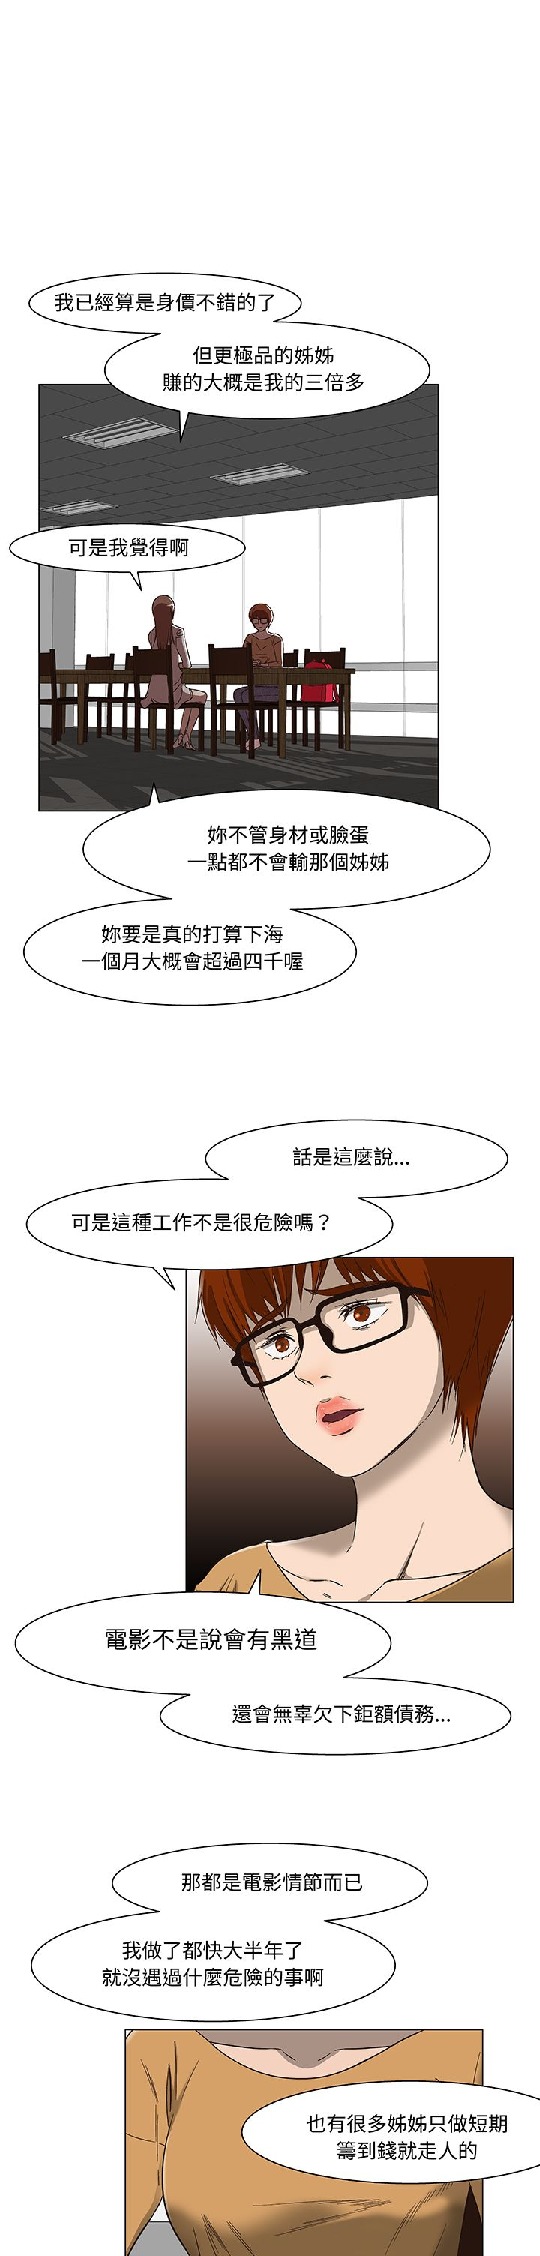 我已經算是身價不錯的了
但更極品的姊姊
賺的大概是我的三倍多
可是我覺得啊
妳不管身材或臉蛋
一點都不會輸那個姊姊
妳要是真的打算下海
一個月大概會超過四千喔
話是這麼說...
可是這種工作不是很危險嗎？
電影不是說會有黑道
還會無辜欠下鉅額債務...
那都是電影情節而已
我做了都快大半年了
就沒遇過什麼危險的事啊
也有很多姊姊只做短期
籌到錢就走人的